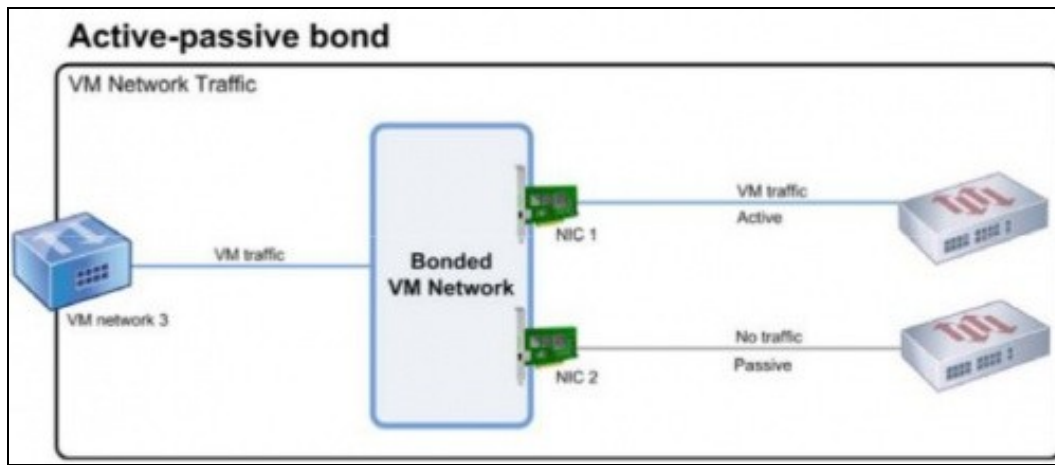 Active-passive bond
VM Network Traffic
VM network 3
VM traffic
Bonded
VM Network
NIC 1
VM traffic
Active
NIC 2
No traffic
Passive